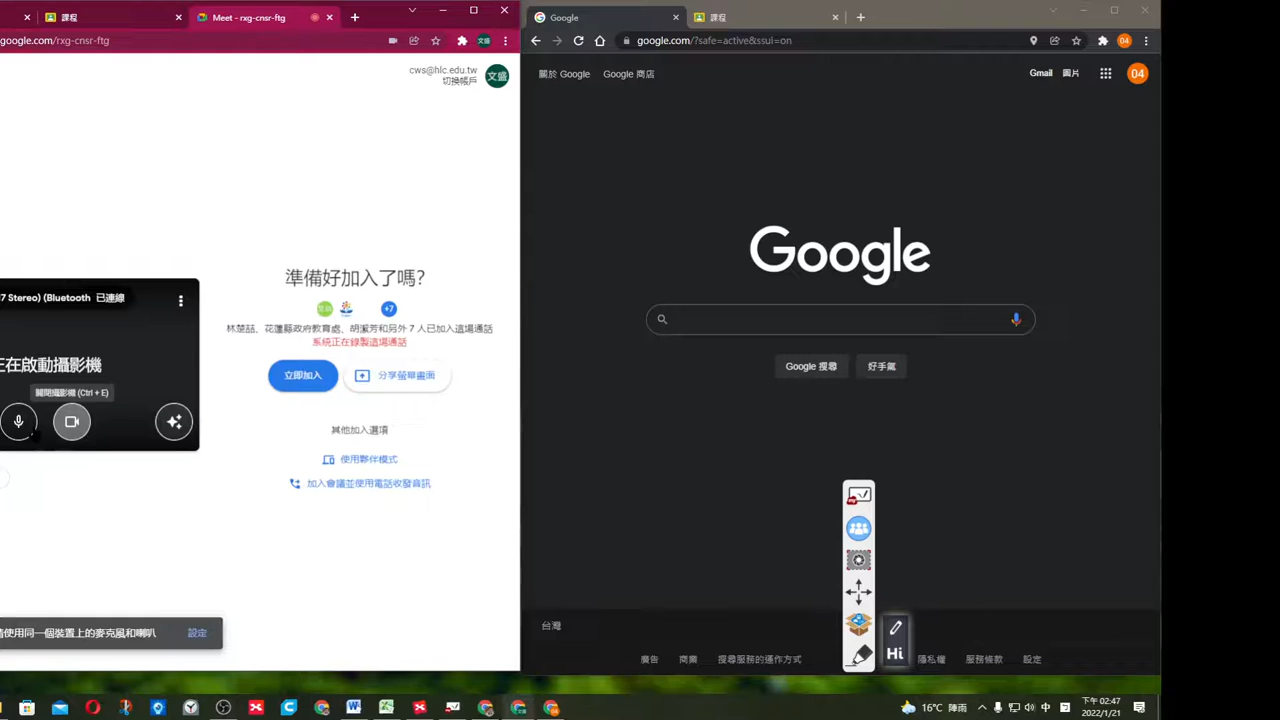 課程
Meet - rxg-cnsr-ftg
google.com/rxg-cnsr-ftg
文盛
cws@hlc.edu.tw
切換帳戶
文盛
7 Stereo) (Bluetooth 已連線
正在啟動攝影機
關閉攝影機 (Ctrl + E)
準備好加入了嗎?
+7
林楚喆、花蓮縣政府教育處、胡潔芳和另外 7 人已加入這場通話
系統正在錄製這場通話
立即加入
分享螢幕畫面
其他加入選項
使用夥伴模式
加入會議並使用電話收發音訊
使用同一個裝置上的麥克風和喇叭
設定
Google
課程
google.com/?safe=active&ssui=on
04
關於 Google
Google 商店
Gmail
圖片
04
Google
Google 搜尋
好手氣
台灣
廣告
商業
搜尋服務的運作方式
隱私權
服務條款
設定
Hi
16°C 陣雨
中
下午 02:47
2022/1/21